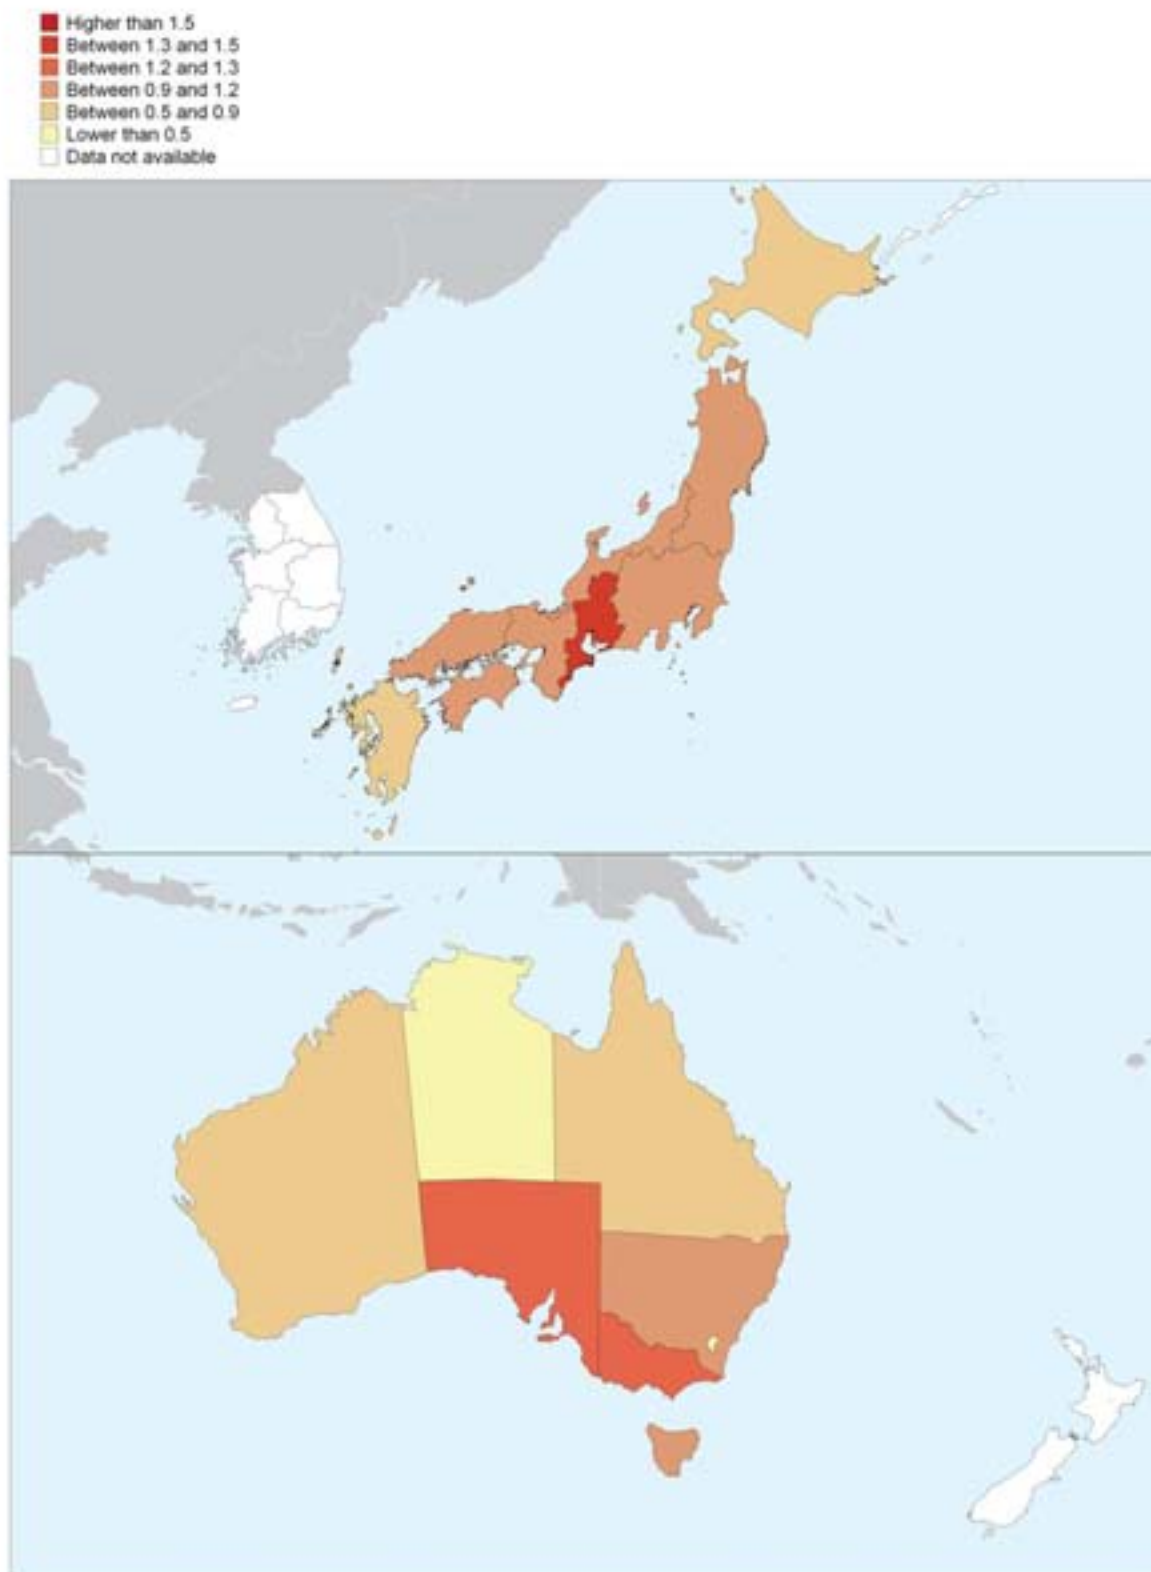 Higher than 1.5
Between 1.3 and 1.5
Between 1.2 and 1.3
Between 0.9 and 1.2
Between 0.5 and 0.9
Lower than 0.5
Data not available